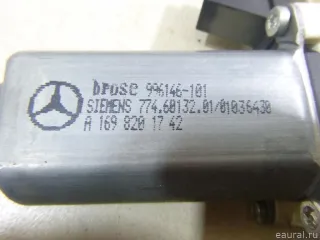 brose 996146-101
SIEMENS 774.60132.01/01036430
A 169 820 17 42
© eaural.ru